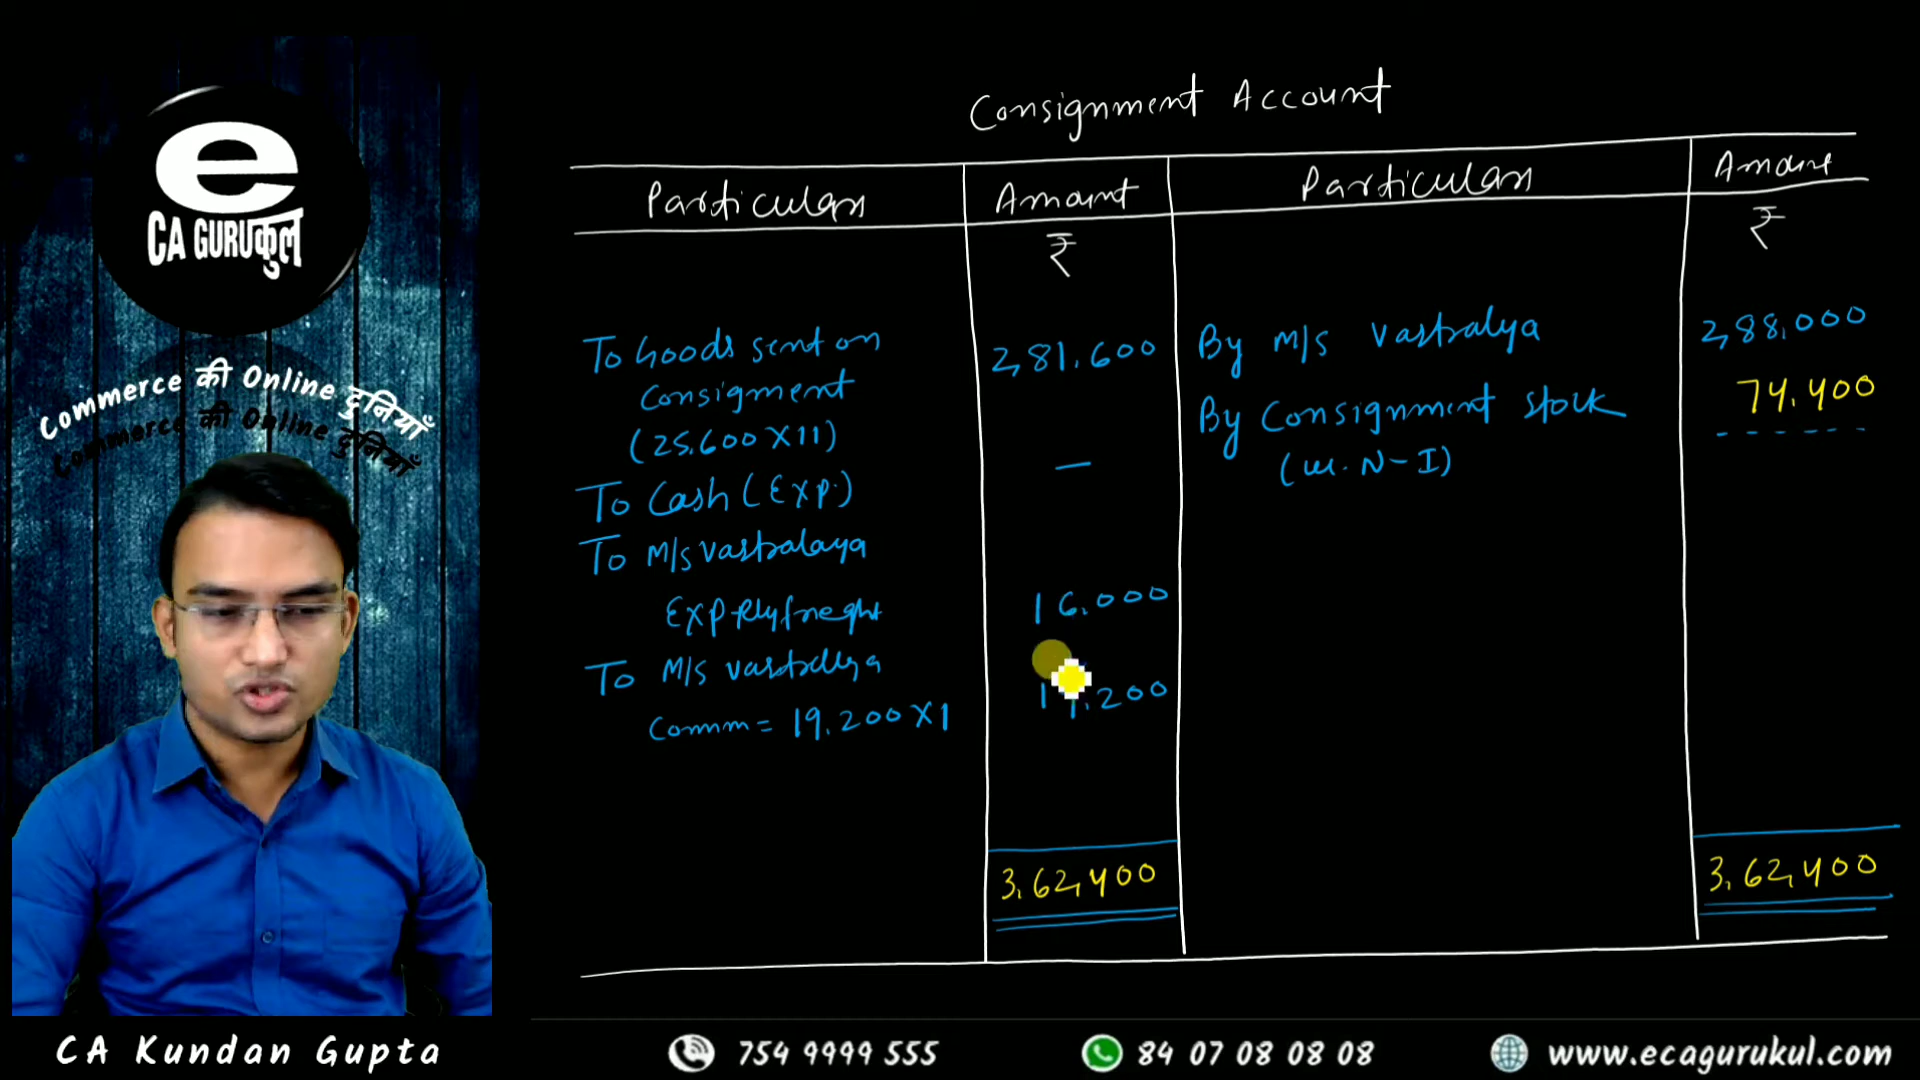 e
CA GURUकुल
Commerce की Online दुनियाँ
Consignment Account
Particulars Amount Particulars Amount
₹ ₹
To Goods sent on 2,81,600 By M/s Vastralya 2,88,000
Consigment By Consignment stock 74,400
(25,600 X 11) (W.N-I)
To Cash (Exp.) —
To M/s Vastralaya
Exp Rly freght 16,000
To M/s Vastralya
Comm = 19,200 X 1 ,200
3,62,400 3,62,400
CA Kundan Gupta 754 9999 555 84 07 08 08 08 www.ecagurukul.com